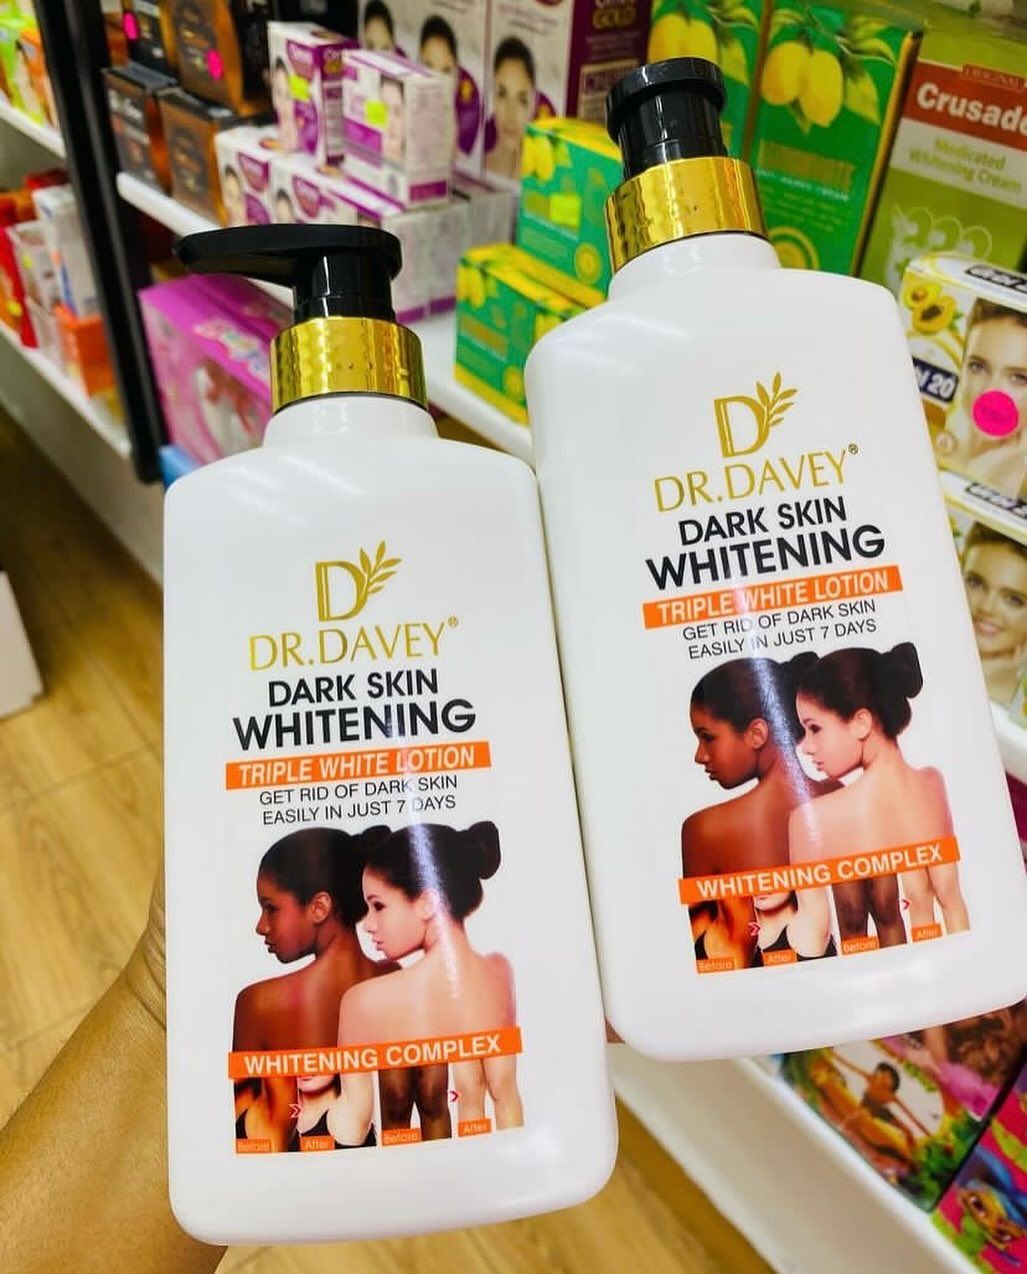 DR.DAVEY®
DARK SKIN
WHITENING
TRIPLE WHITE LOTION
GET RID OF DARK SKIN
EASILY IN JUST 7 DAYS
WHITENING COMPLEX
Before
After
Before
After
DR.DAVEY®
DARK SKIN
WHITENING
TRIPLE WHITE LOTION
GET RID OF DARK SKIN
EASILY IN JUST 7 DAYS
WHITENING COMPLEX
Before
After
Before
After
GOLD
Crusade
Medicated
Whitening Cream